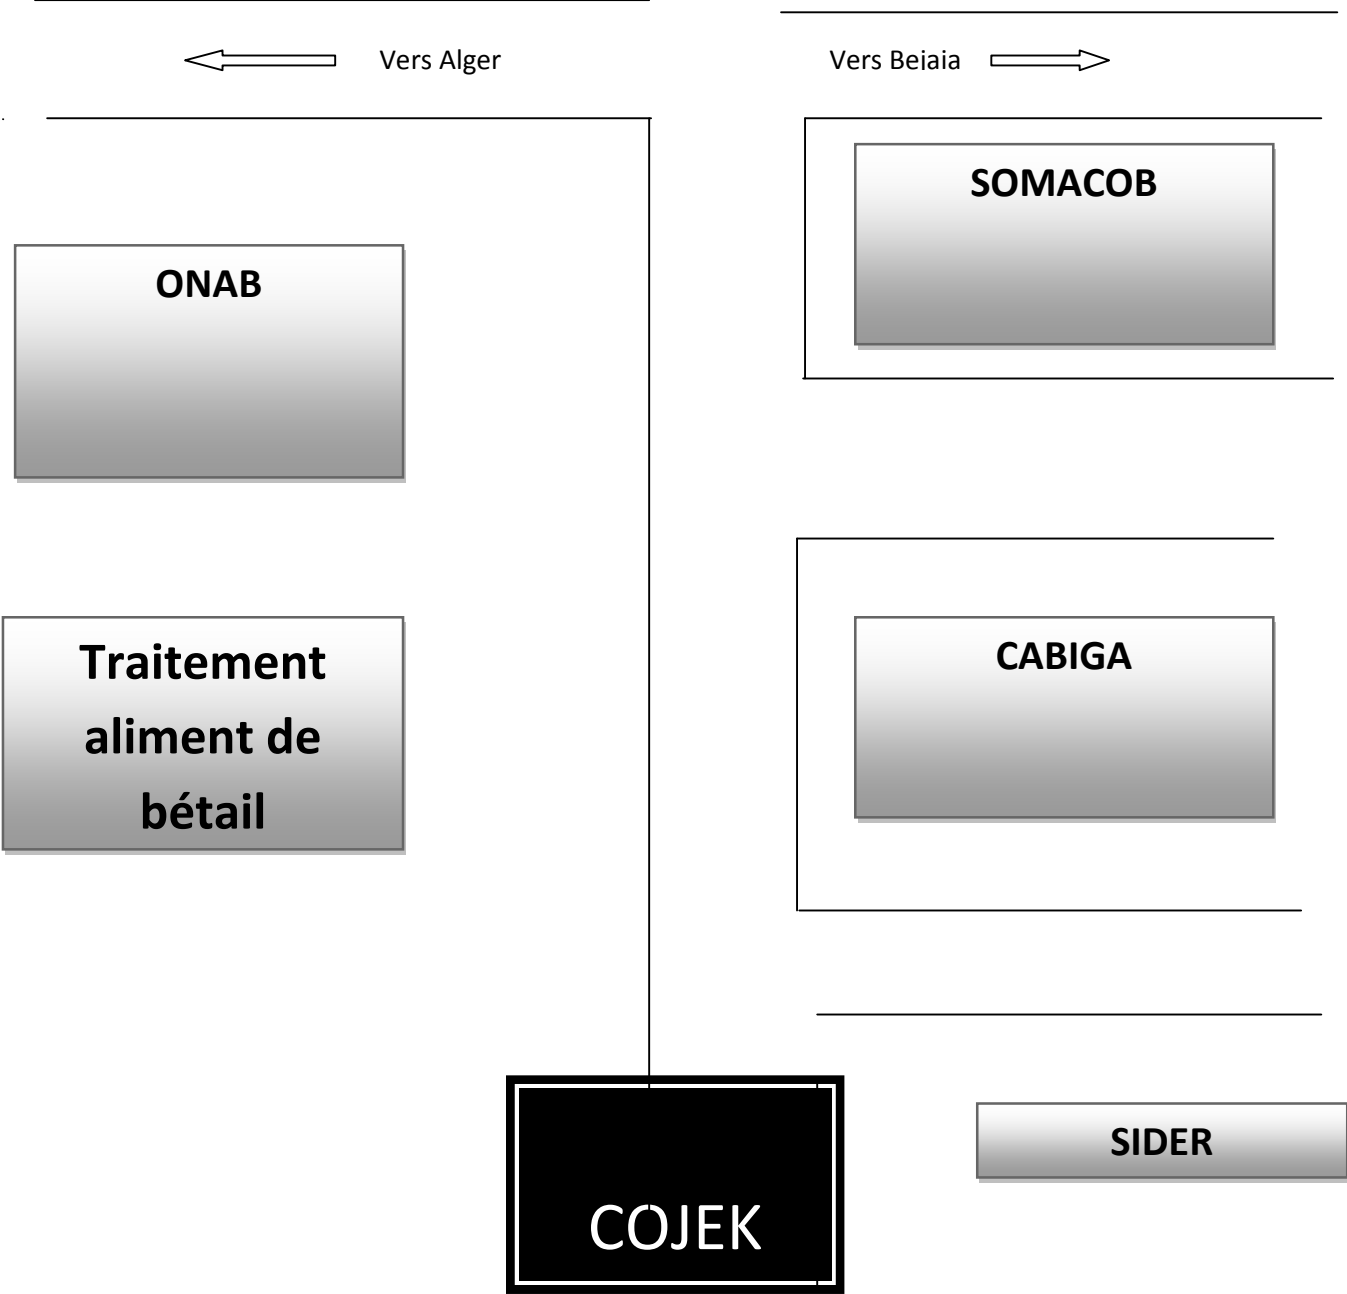 Vers Alger
Vers Bejaia
SOMACOB
ONAB
Traitement
aliment de
bétail
CABIGA
SIDER
COJEK